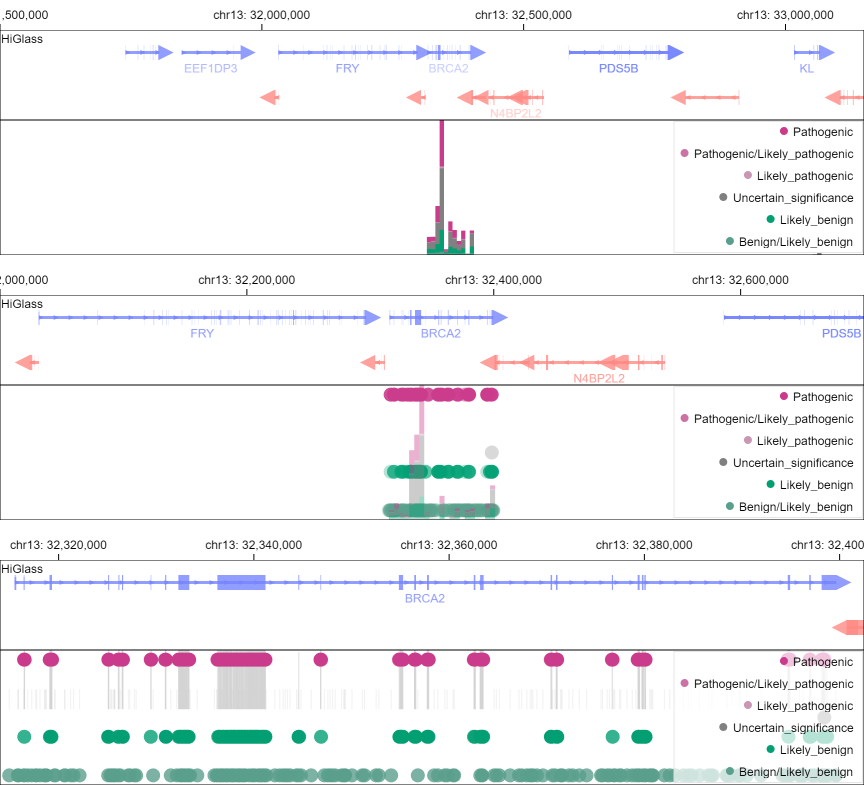 ,500,000 chr13: 32,000,000 chr13: 32,500,000 chr13: 33,000,000
HiGlass
EEF1DP3 FRY BRCA2 PDS5B KL
N4BP2L2
Pathogenic
Pathogenic/Likely_pathogenic
Likely_pathogenic
Uncertain_significance
Likely_benign
Benign/Likely_benign
:,000,000 chr13: 32,200,000 chr13: 32,400,000 chr13: 32,600,000
HiGlass
FRY BRCA2 PDS5B
N4BP2L2
Pathogenic
Pathogenic/Likely_pathogenic
Likely_pathogenic
Uncertain_significance
Likely_benign
Benign/Likely_benign
chr13: 32,320,000 chr13: 32,340,000 chr13: 32,360,000 chr13: 32,380,000 chr13: 32,400
HiGlass
BRCA2
Pathogenic
Pathogenic/Likely_pathogenic
Likely_pathogenic
Uncertain_significance
Likely_benign
Benign/Likely_benign